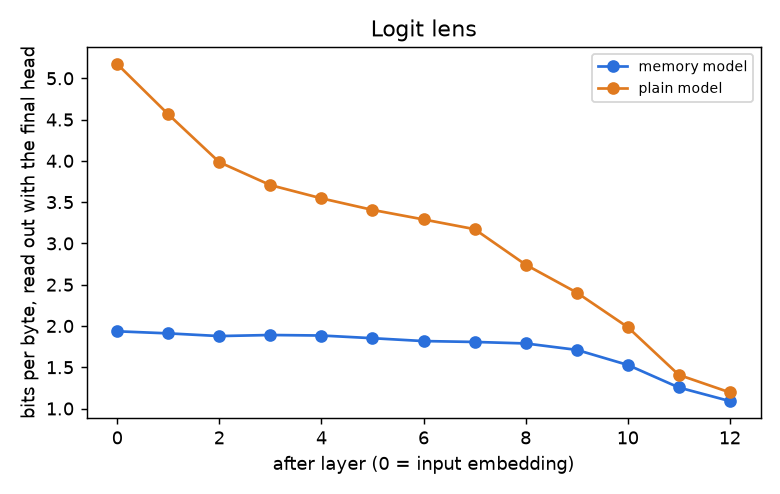 Logit lens
bits per byte, read out with the final head
5.0
4.5
4.0
3.5
3.0
2.5
2.0
1.5
1.0
memory model
plain model
0 2 4 6 8 10 12
after layer (0 = input embedding)